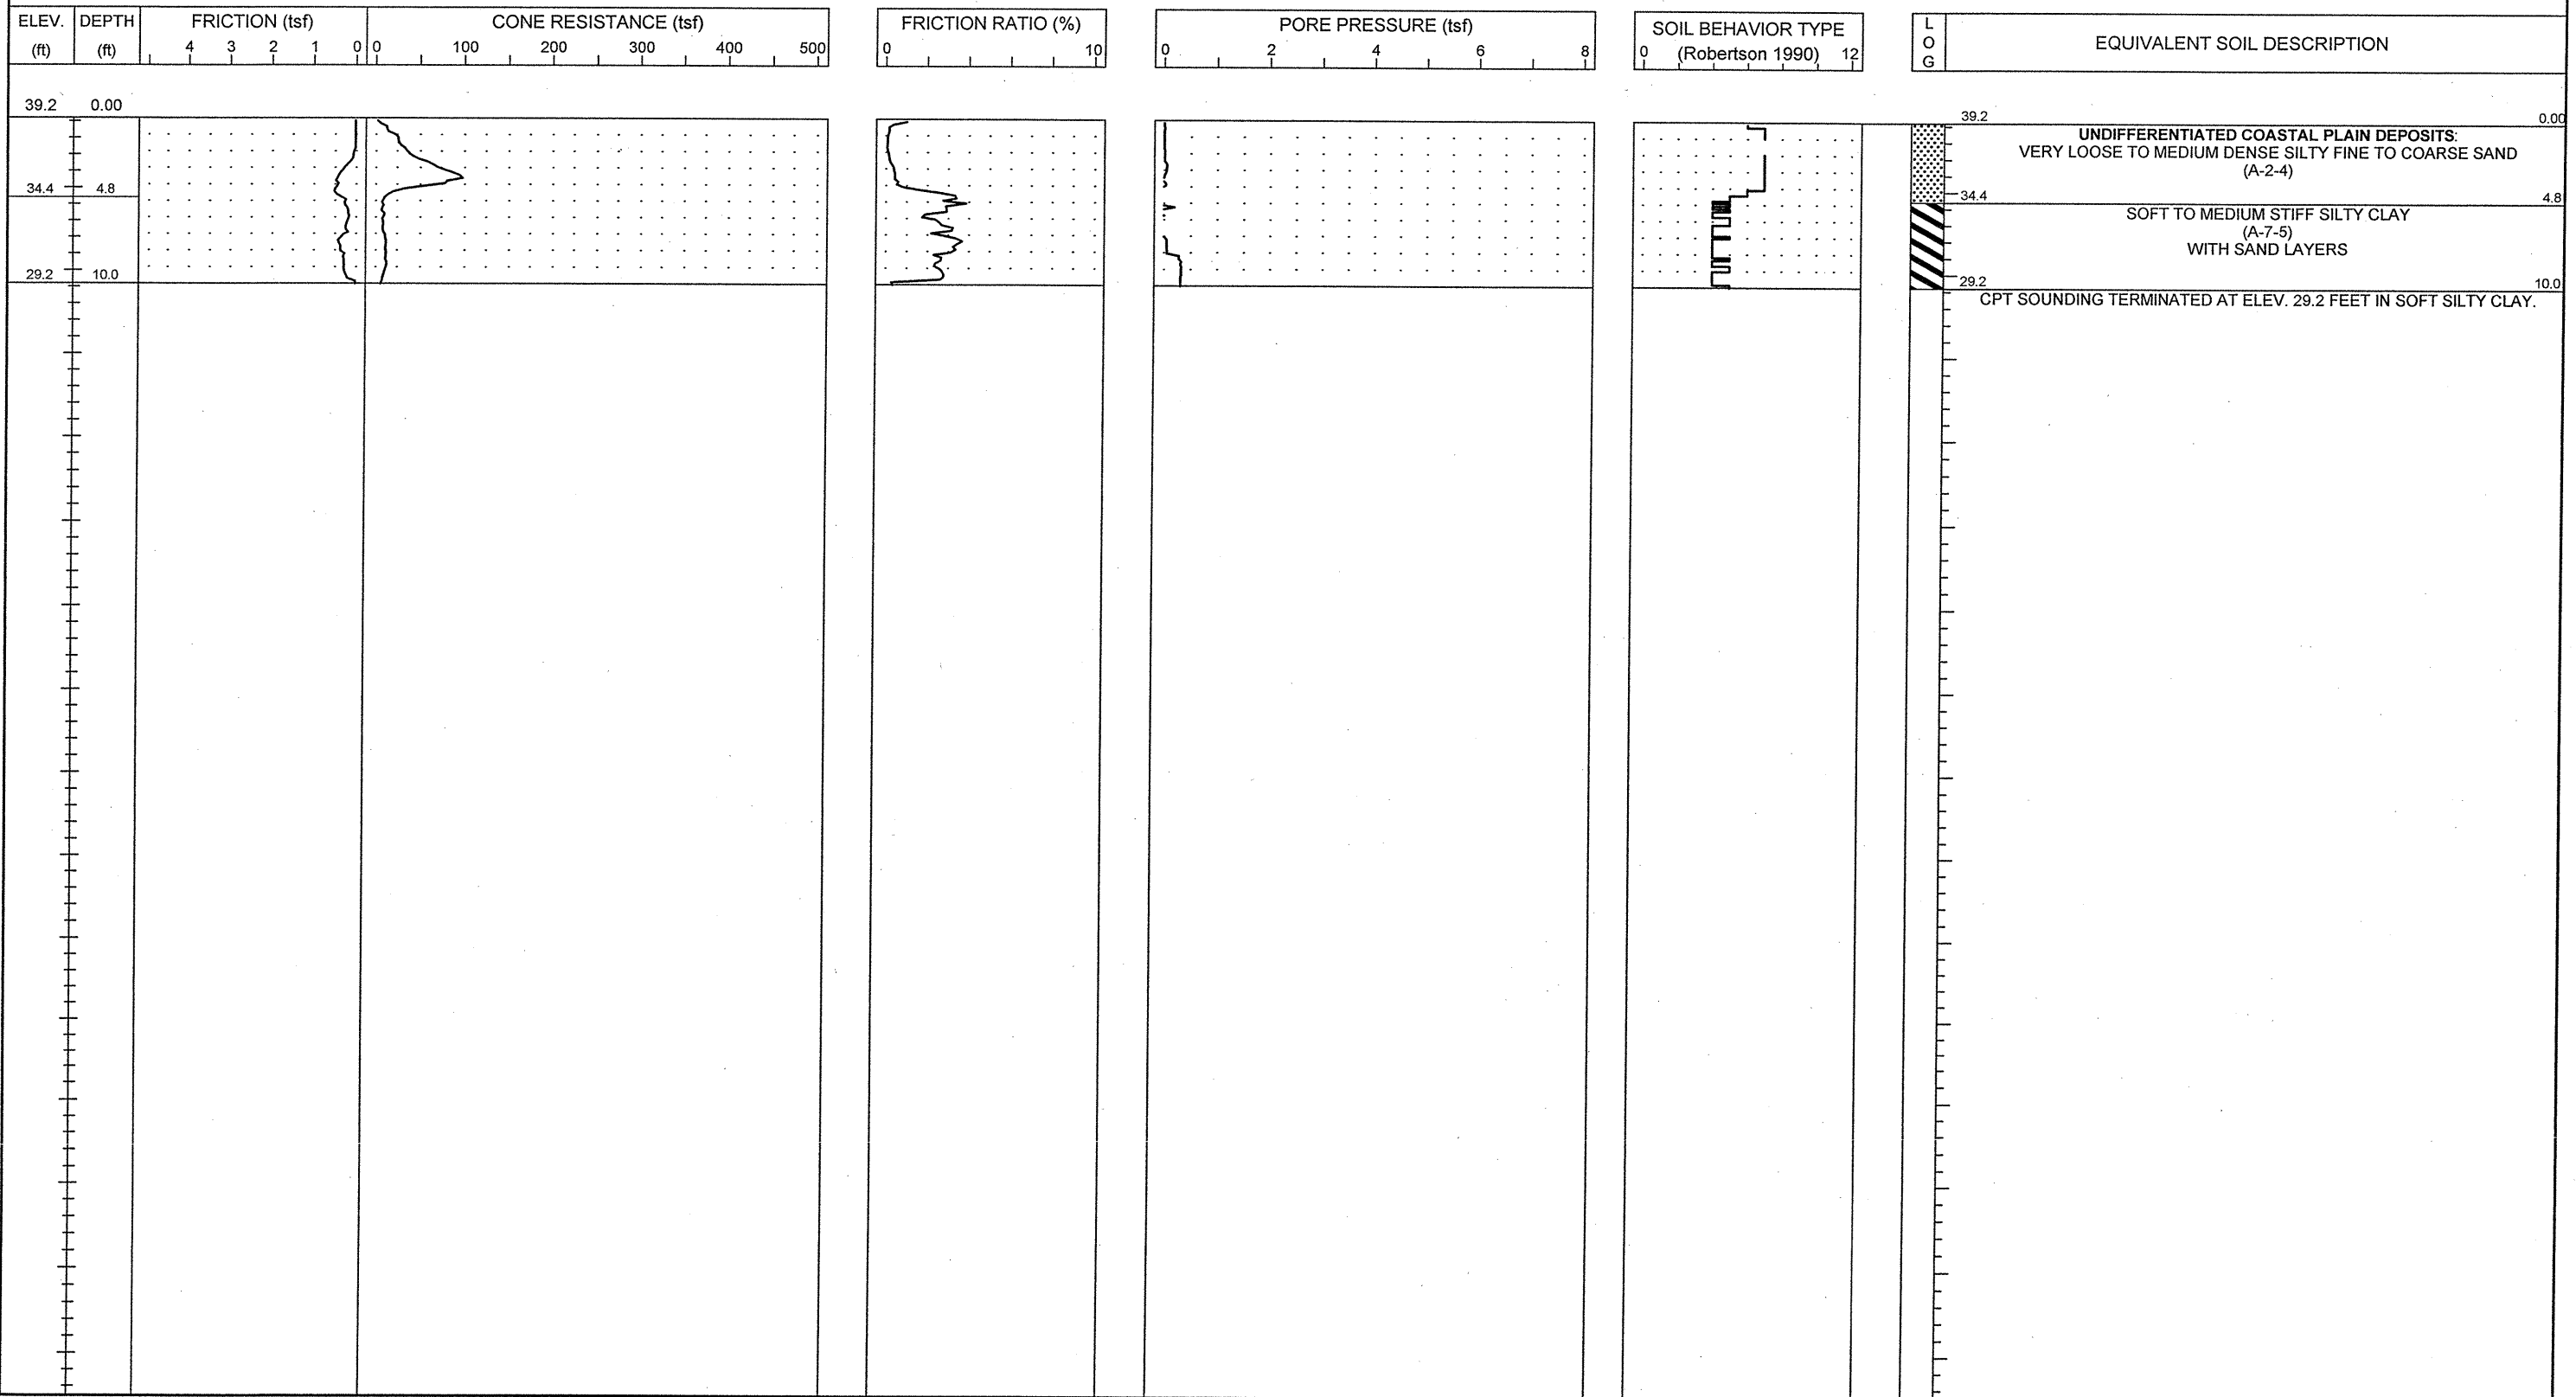 ELEV. DEPTH FRICTION (tsf) CONE RESISTANCE (tsf) FRICTION RATIO (%) PORE PRESSURE (tsf) SOIL BEHAVIOR TYPE L
(ft) (ft) 4 3 2 1 0 0 100 200 300 400 500 0 10 0 2 4 6 8 0 (Robertson 1990) 12 O EQUIVALENT SOIL DESCRIPTION
G
39.2 0.00
39.2 0.00
UNDIFFERENTIATED COASTAL PLAIN DEPOSITS:
VERY LOOSE TO MEDIUM DENSE SILTY FINE TO COARSE SAND
(A-2-4)
34.4 4.8
34.4 4.8
SOFT TO MEDIUM STIFF SILTY CLAY
(A-7-5)
WITH SAND LAYERS
29.2 10.0
29.2 10.0
CPT SOUNDING TERMINATED AT ELEV. 29.2 FEET IN SOFT SILTY CLAY.